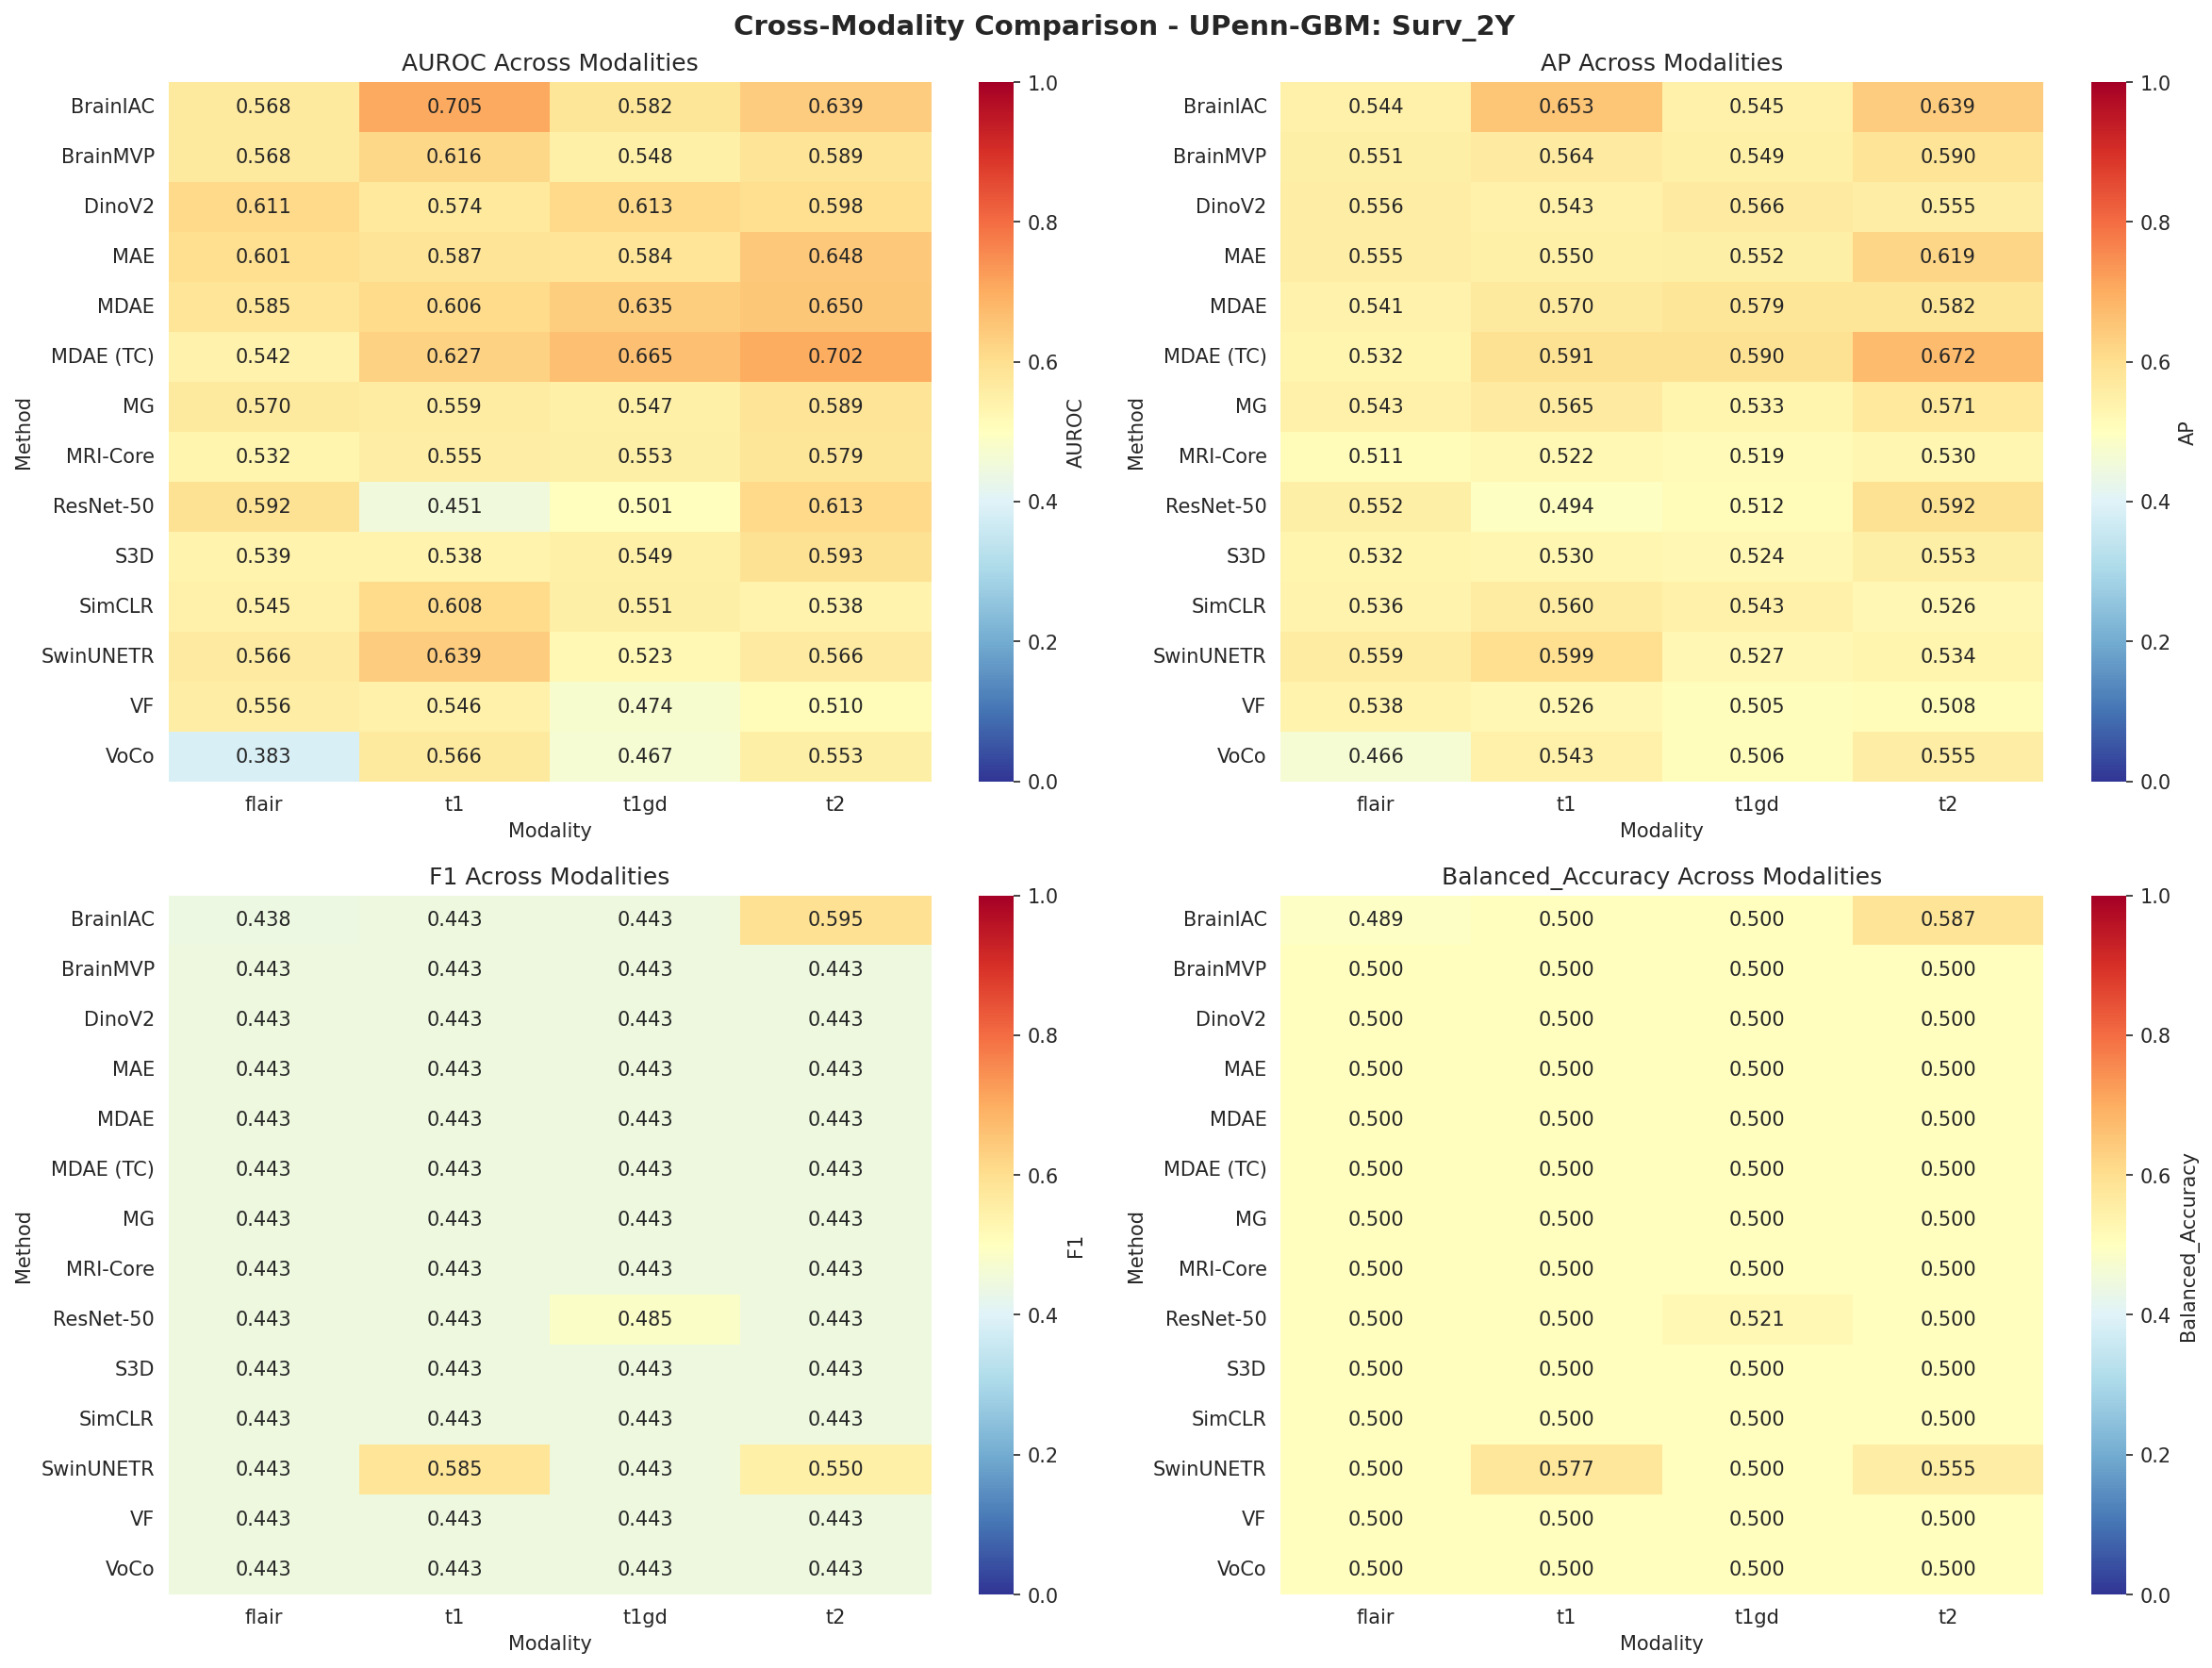 Cross-Modality Comparison - UPenn-GBM: Surv_2Y
AUROC Across Modalities
Method
BrainIAC 0.568 0.705 0.582 0.639
BrainMVP 0.568 0.616 0.548 0.589
DinoV2 0.611 0.574 0.613 0.598
MAE 0.601 0.587 0.584 0.648
MDAE 0.585 0.606 0.635 0.650
MDAE (TC) 0.542 0.627 0.665 0.702
MG 0.570 0.559 0.547 0.589
MRI-Core 0.532 0.555 0.553 0.579
ResNet-50 0.592 0.451 0.501 0.613
S3D 0.539 0.538 0.549 0.593
SimCLR 0.545 0.608 0.551 0.538
SwinUNETR 0.566 0.639 0.523 0.566
VF 0.556 0.546 0.474 0.510
VoCo 0.383 0.566 0.467 0.553
flair t1 t1gd t2
Modality
1.0
0.8
0.6
0.4
0.2
0.0
AUROC
AP Across Modalities
Method
BrainIAC 0.544 0.653 0.545 0.639
BrainMVP 0.551 0.564 0.549 0.590
DinoV2 0.556 0.543 0.566 0.555
MAE 0.555 0.550 0.552 0.619
MDAE 0.541 0.570 0.579 0.582
MDAE (TC) 0.532 0.591 0.590 0.672
MG 0.543 0.565 0.533 0.571
MRI-Core 0.511 0.522 0.519 0.530
ResNet-50 0.552 0.494 0.512 0.592
S3D 0.532 0.530 0.524 0.553
SimCLR 0.536 0.560 0.543 0.526
SwinUNETR 0.559 0.599 0.527 0.534
VF 0.538 0.526 0.505 0.508
VoCo 0.466 0.543 0.506 0.555
flair t1 t1gd t2
Modality
1.0
0.8
0.6
0.4
0.2
0.0
AP
F1 Across Modalities
Method
BrainIAC 0.438 0.443 0.443 0.595
BrainMVP 0.443 0.443 0.443 0.443
DinoV2 0.443 0.443 0.443 0.443
MAE 0.443 0.443 0.443 0.443
MDAE 0.443 0.443 0.443 0.443
MDAE (TC) 0.443 0.443 0.443 0.443
MG 0.443 0.443 0.443 0.443
MRI-Core 0.443 0.443 0.443 0.443
ResNet-50 0.443 0.443 0.485 0.443
S3D 0.443 0.443 0.443 0.443
SimCLR 0.443 0.443 0.443 0.443
SwinUNETR 0.443 0.585 0.443 0.550
VF 0.443 0.443 0.443 0.443
VoCo 0.443 0.443 0.443 0.443
flair t1 t1gd t2
Modality
1.0
0.8
0.6
0.4
0.2
0.0
F1
Balanced_Accuracy Across Modalities
Method
BrainIAC 0.489 0.500 0.500 0.587
BrainMVP 0.500 0.500 0.500 0.500
DinoV2 0.500 0.500 0.500 0.500
MAE 0.500 0.500 0.500 0.500
MDAE 0.500 0.500 0.500 0.500
MDAE (TC) 0.500 0.500 0.500 0.500
MG 0.500 0.500 0.500 0.500
MRI-Core 0.500 0.500 0.500 0.500
ResNet-50 0.500 0.500 0.521 0.500
S3D 0.500 0.500 0.500 0.500
SimCLR 0.500 0.500 0.500 0.500
SwinUNETR 0.500 0.577 0.500 0.555
VF 0.500 0.500 0.500 0.500
VoCo 0.500 0.500 0.500 0.500
flair t1 t1gd t2
Modality
1.0
0.8
0.6
0.4
0.2
0.0
Balanced_Accuracy